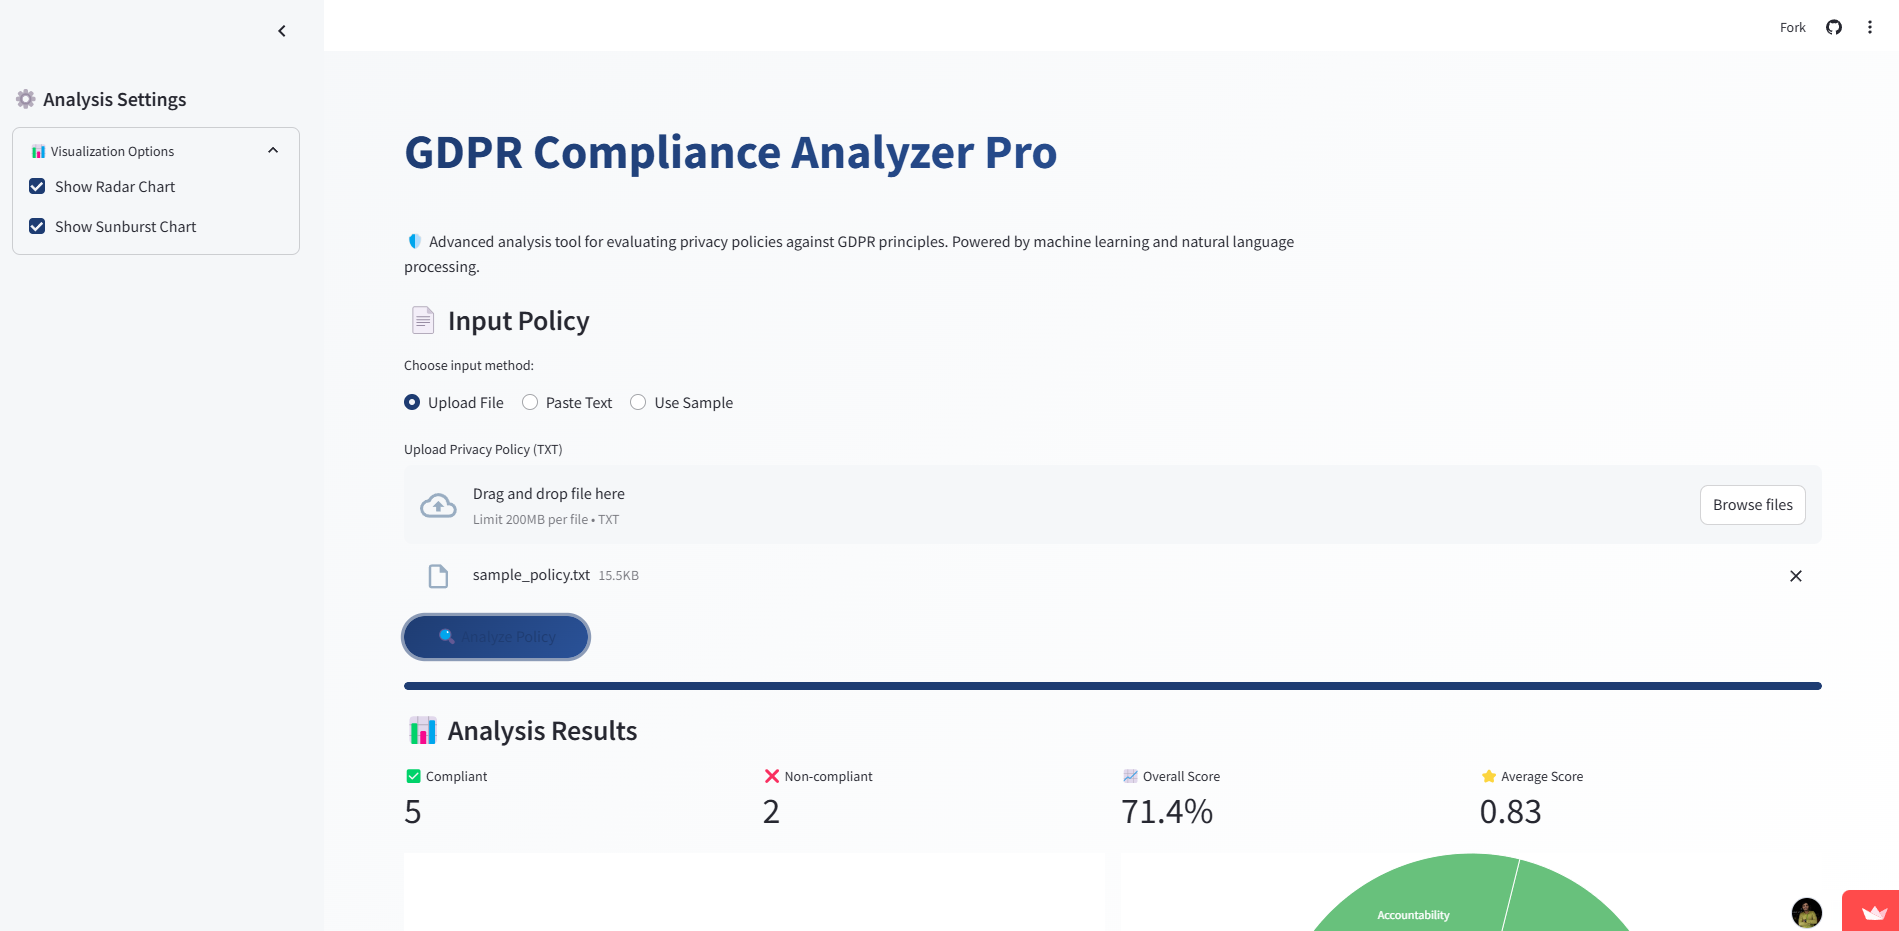 Fork
Analysis Settings
Visualization Options
Show Radar Chart
Show Sunburst Chart
GDPR Compliance Analyzer Pro
Advanced analysis tool for evaluating privacy policies against GDPR principles. Powered by machine learning and natural language
processing.
Input Policy
Choose input method:
Upload File
Paste Text
Use Sample
Upload Privacy Policy (TXT)
Drag and drop file here
Limit 200MB per file • TXT
Browse files
sample_policy.txt 15.5KB
Analyze Policy
Analysis Results
Compliant
5
Non-compliant
2
Overall Score
71.4%
Average Score
0.83
Accountability